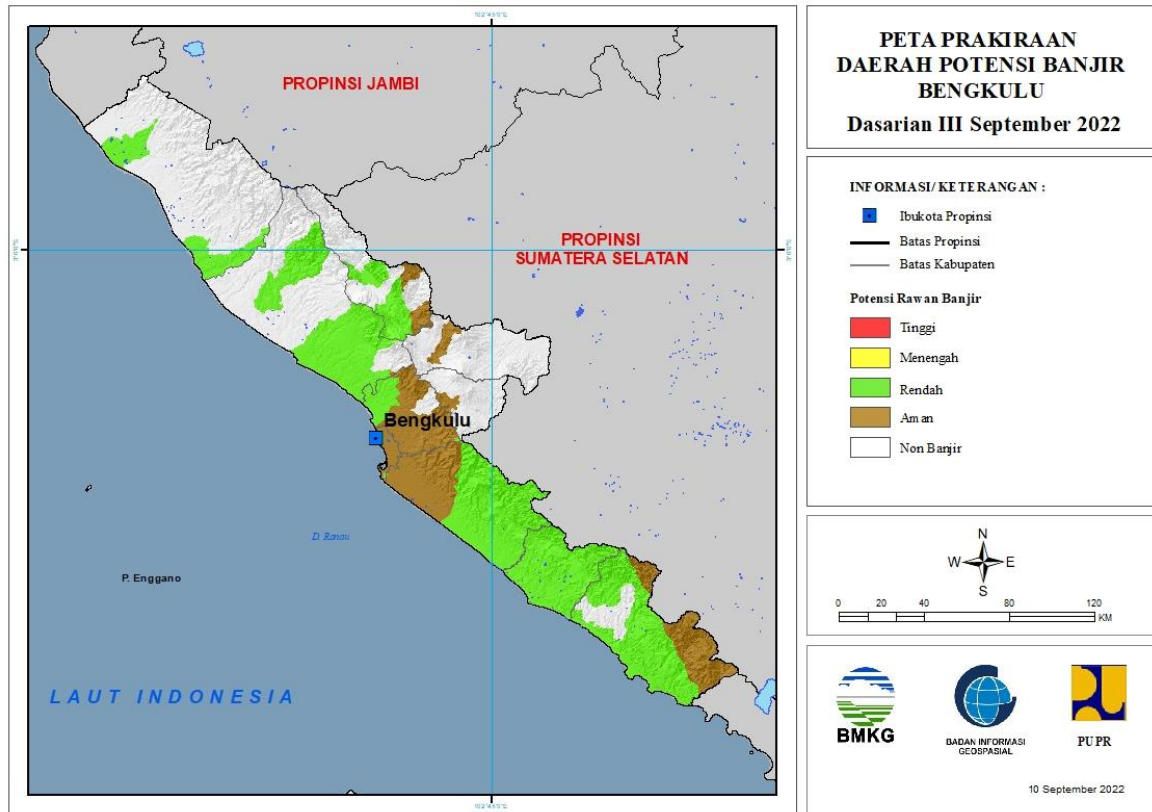 PETA PRAKIRAAN
DAERAH POTENSI BANJIR
BENGKULU
Dasarian III September 2022
INFORMASI/ KETERANGAN :
Ibukota Propinsi
Batas Propinsi
Batas Kabupaten
Potensi Rawan Banjir
Tinggi
Menengah
Rendah
Aman
Non Banjir
N
W
E
S
0 20 40 80 120
KM
BMKG
BADAN INFORMASI
GEOSPASIAL
PUPR
10 September 2022
PROPINSI JAMBI
PROPINSI
SUMATERA SELATAN
Bengkulu
D. Ranau
P. Enggano
LAUT INDONESIA